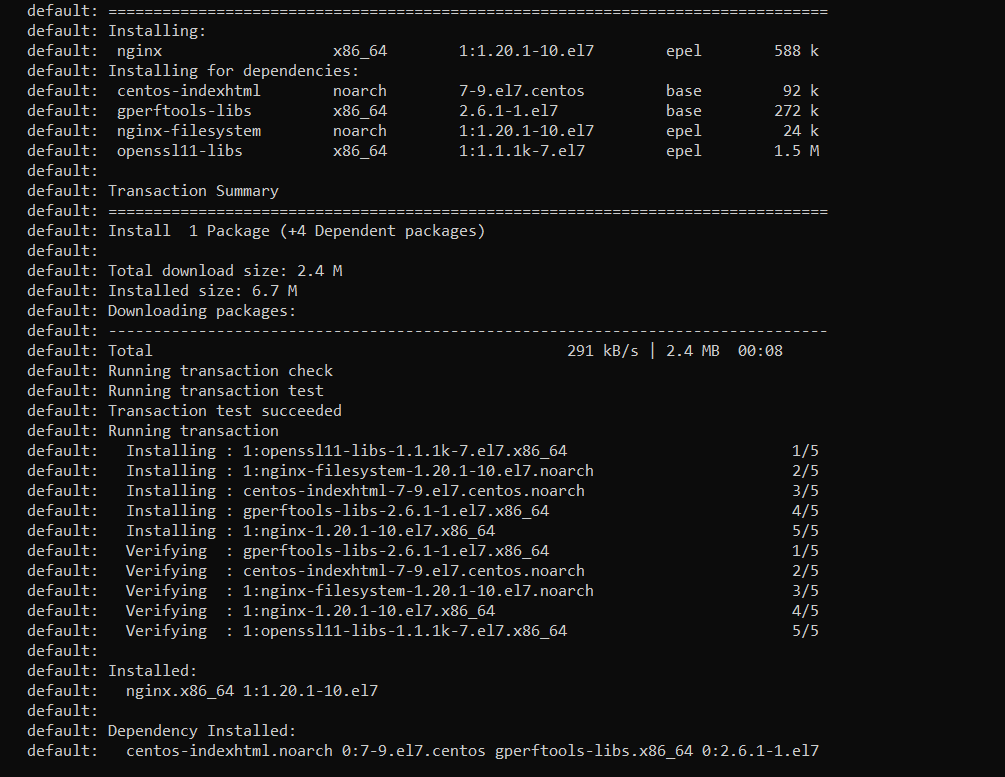 default: ================================================================================
default: Installing:
default:  nginx                   x86_64        1:1.20.1-10.el7        epel        588 k
default: Installing for dependencies:
default:  centos-indexhtml        noarch        7-9.el7.centos         base         92 k
default:  gperftools-libs         x86_64        2.6.1-1.el7            base        272 k
default:  nginx-filesystem        noarch        1:1.20.1-10.el7        epel         24 k
default:  openssl11-libs          x86_64        1:1.1.1k-7.el7         epel        1.5 M
default:
default: Transaction Summary
default: ================================================================================
default: Install  1 Package (+4 Dependent packages)
default:
default: Total download size: 2.4 M
default: Installed size: 6.7 M
default: Downloading packages:
default: --------------------------------------------------------------------------------
default: Total                                              291 kB/s | 2.4 MB  00:08
default: Running transaction check
default: Running transaction test
default: Transaction test succeeded
default: Running transaction
default:   Installing : 1:openssl11-libs-1.1.1k-7.el7.x86_64                         1/5
default:   Installing : 1:nginx-filesystem-1.20.1-10.el7.noarch                      2/5
default:   Installing : centos-indexhtml-7-9.el7.centos.noarch                       3/5
default:   Installing : gperftools-libs-2.6.1-1.el7.x86_64                           4/5
default:   Installing : 1:nginx-1.20.1-10.el7.x86_64                                 5/5
default:   Verifying  : gperftools-libs-2.6.1-1.el7.x86_64                           1/5
default:   Verifying  : centos-indexhtml-7-9.el7.centos.noarch                       2/5
default:   Verifying  : 1:nginx-filesystem-1.20.1-10.el7.noarch                      3/5
default:   Verifying  : 1:nginx-1.20.1-10.el7.x86_64                                 4/5
default:   Verifying  : 1:openssl11-libs-1.1.1k-7.el7.x86_64                         5/5
default:
default: Installed:
default:   nginx.x86_64 1:1.20.1-10.el7
default:
default: Dependency Installed:
default:   centos-indexhtml.noarch 0:7-9.el7.centos gperftools-libs.x86_64 0:2.6.1-1.el7